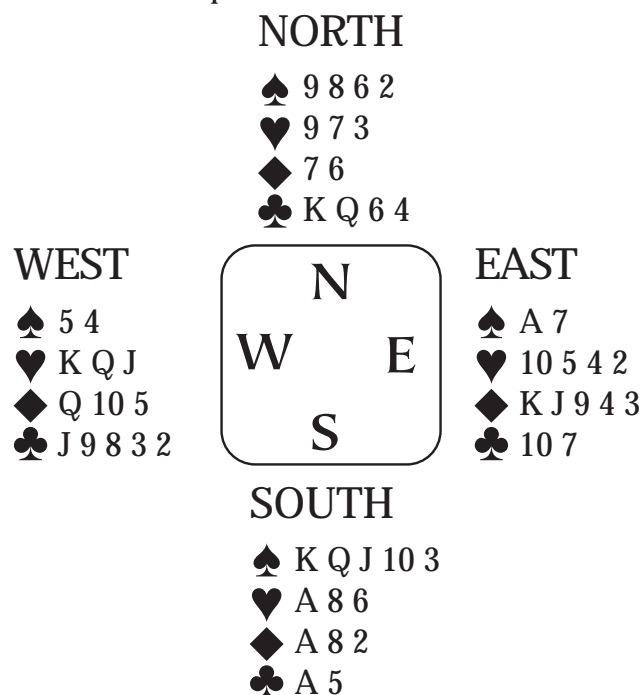 NORTH
♠ 9 8 6 2
♥ 9 7 3
♦ 7 6
♣ K Q 6 4
WEST
♠ 5 4
♥ K Q J
♦ Q 10 5
♣ J 9 8 3 2
N
W E
S
EAST
♠ A 7
♥ 10 5 4 2
♦ K J 9 4 3
♣ 10 7
SOUTH
♠ K Q J 10 3
♥ A 8 6
♦ A 8 2
♣ A 5